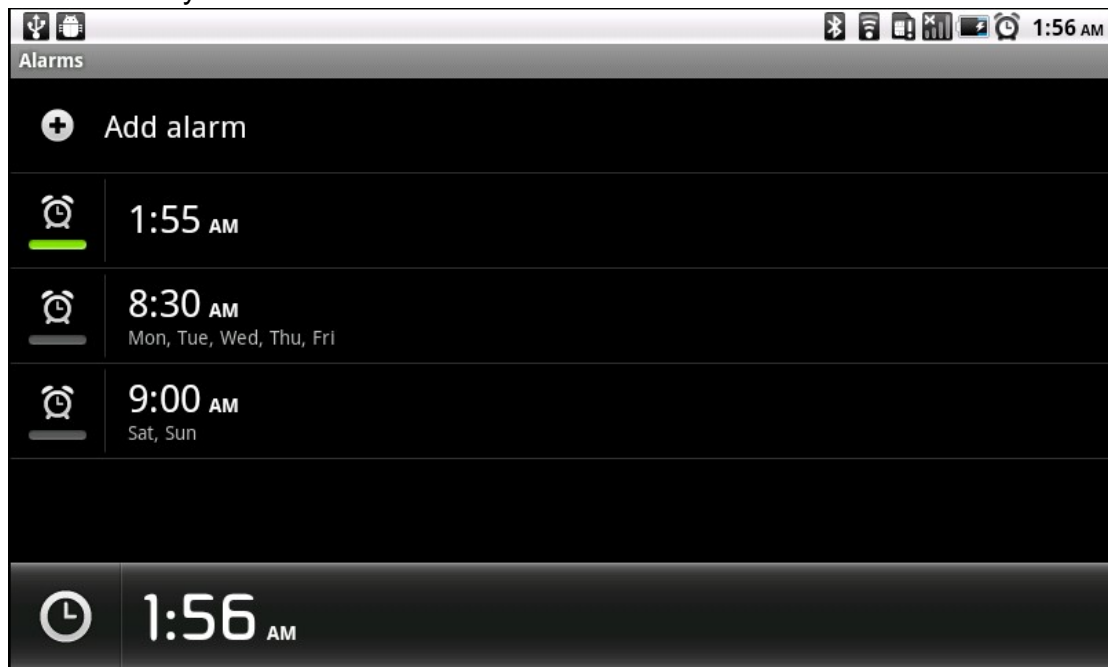 1:56 AM
Alarms
Add alarm
1:55 AM
8:30 AM
Mon, Tue, Wed, Thu, Fri
9:00 AM
Sat, Sun
1:56 AM